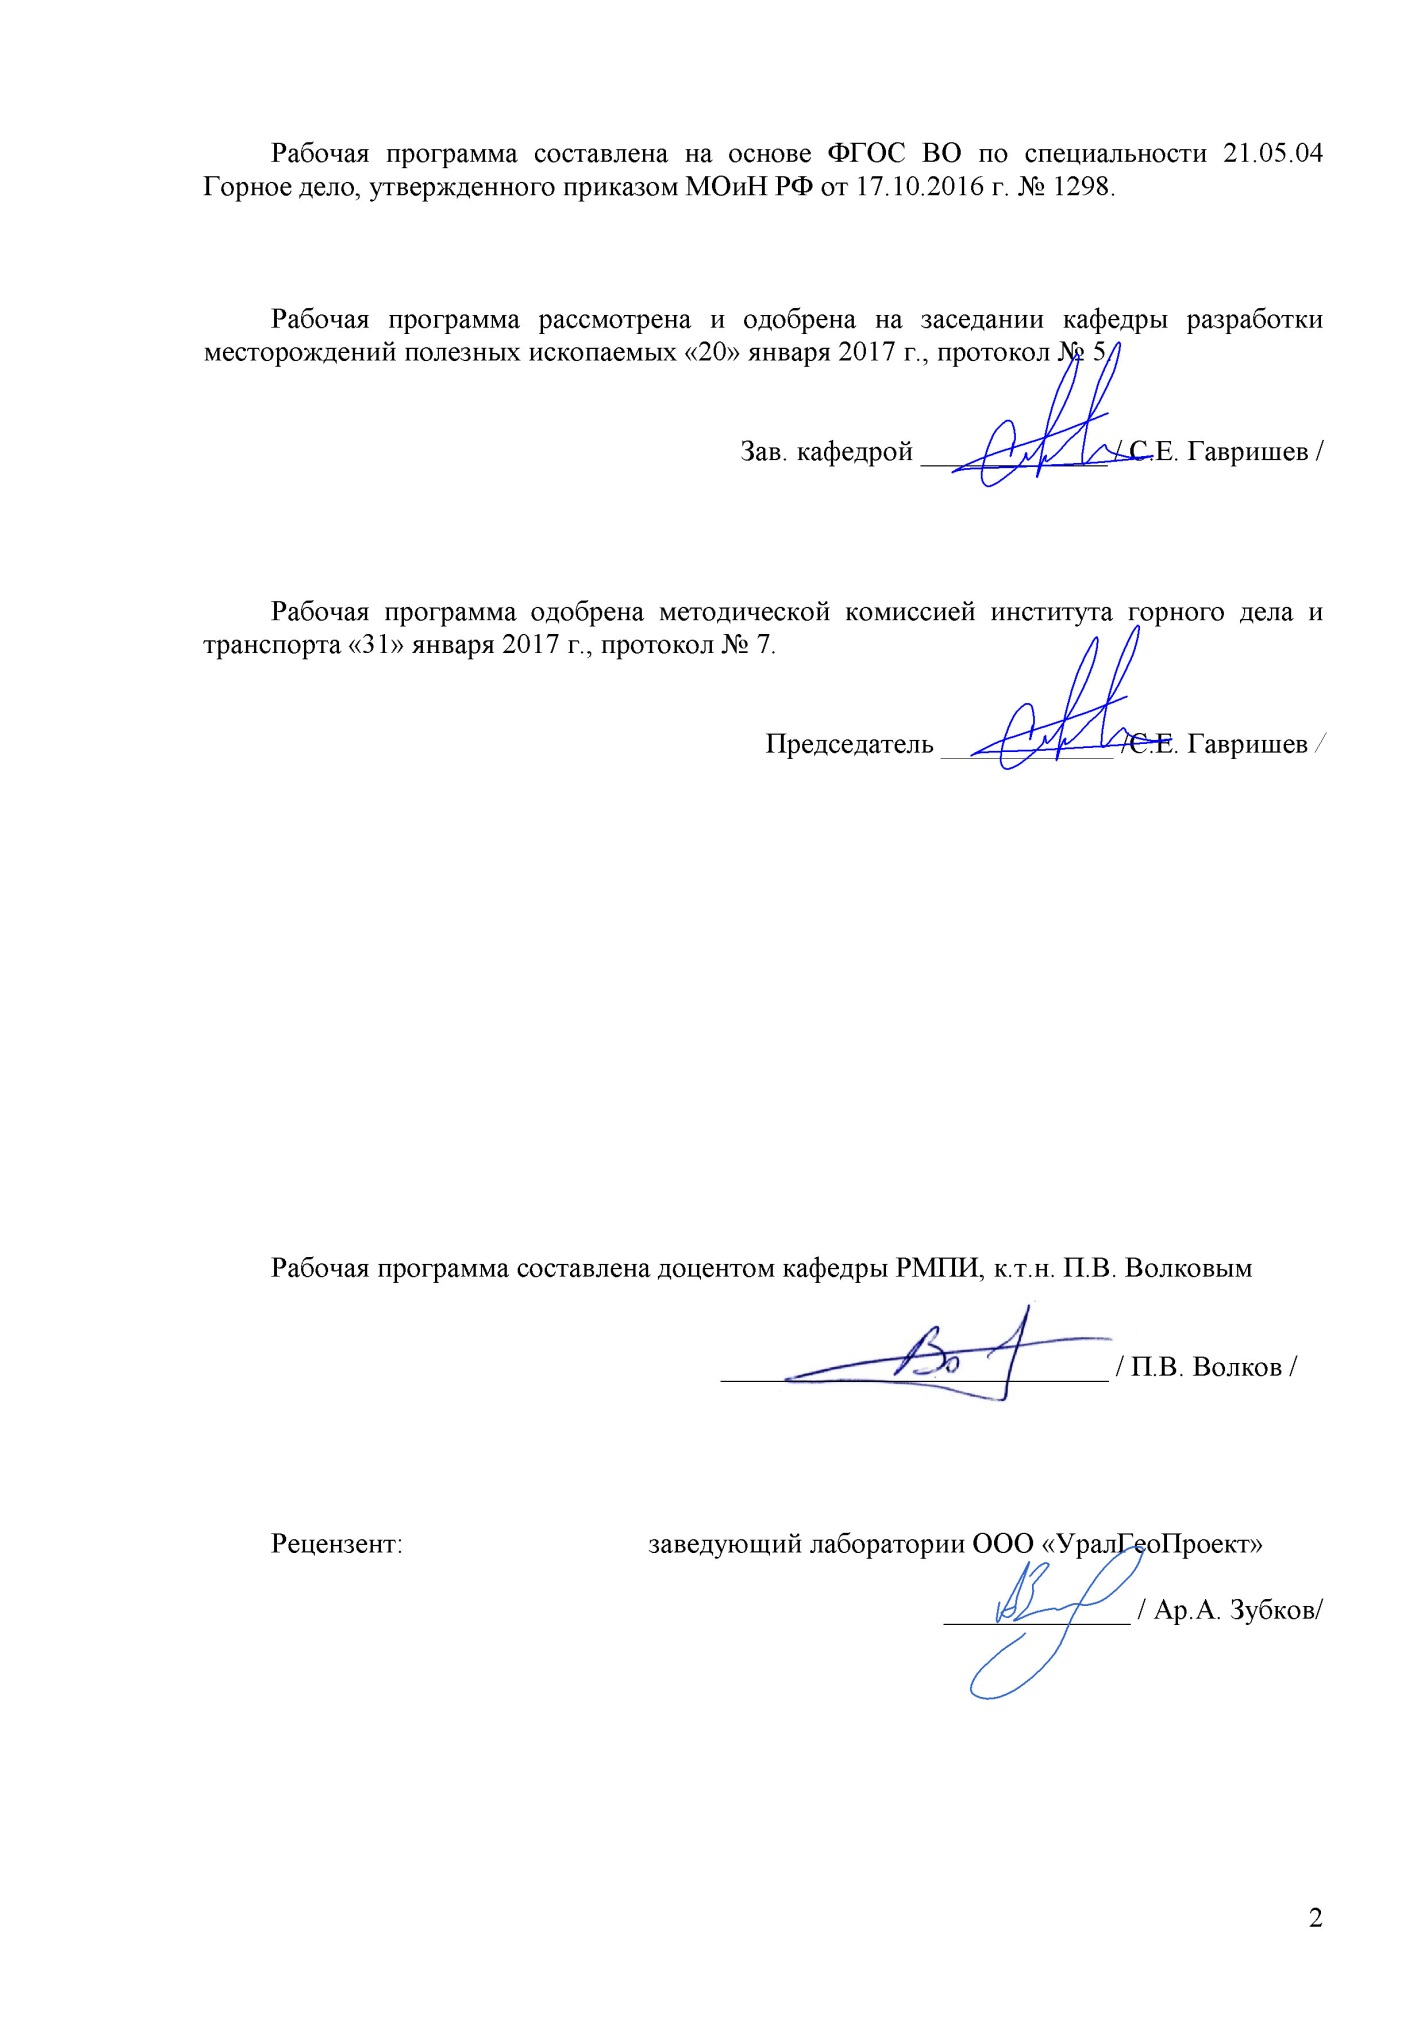 Рабочая программа составлена на основе ФГОС ВО по специальности 21.05.04
Горное дело, утвержденного приказом МОиН РФ от 17.10.2016 г. № 1298.
Рабочая программа рассмотрена и одобрена на заседании кафедры разработки
месторождений полезных ископаемых «20» января 2017 г., протокол № 5.
Зав. кафедрой _____________ / С.Е. Гавришев /
Рабочая программа одобрена методической комиссией института горного дела и
транспорта «31» января 2017 г., протокол № 7.
Председатель ____________ /С.Е. Гавришев /
Рабочая программа составлена доцентом кафедры РМПИ, к.т.н. П.В. Волковым
___________________________ / П.В. Волков /
Рецензент: заведующий лаборатории ООО «УралГеоПроект»
_____________ / Ар.А. Зубков/
2